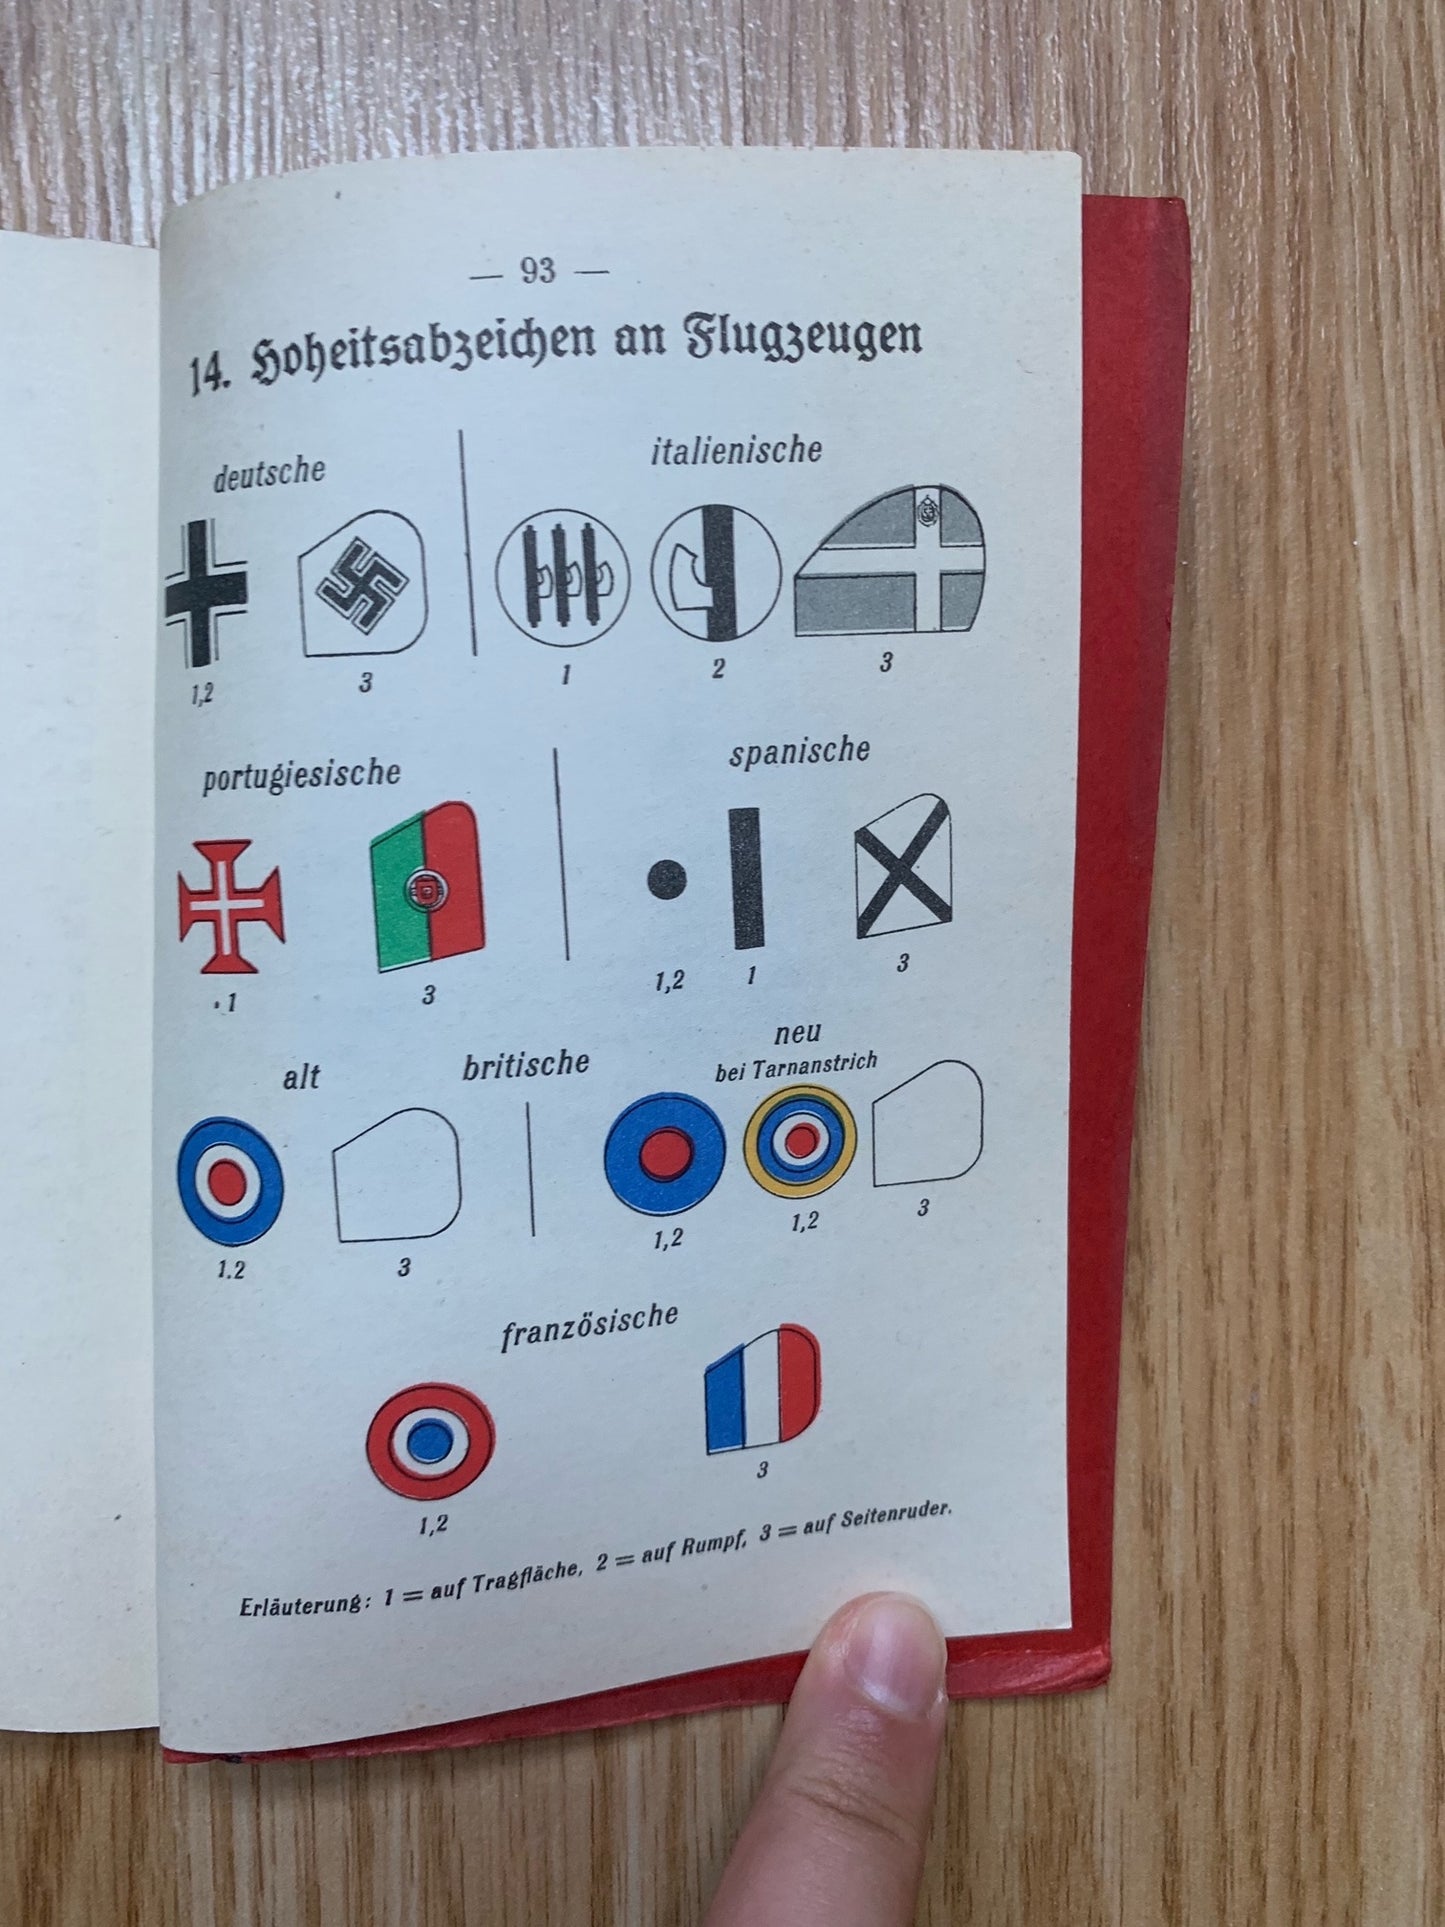 — 93 —
14. Hoheitsabzeichen an Flugzeugen
deutsche
italienische
1,2
3
1
2
3
portugiesische
spanische
1
3
1,2
1
3
alt
britische
neu
bei Tarnanstrich
1.2
3
1,2
1,2
3
französische
1,2
3
Erläuterung: 1 = auf Tragfläche, 2 = auf Rumpf, 3 = auf Seitenruder.